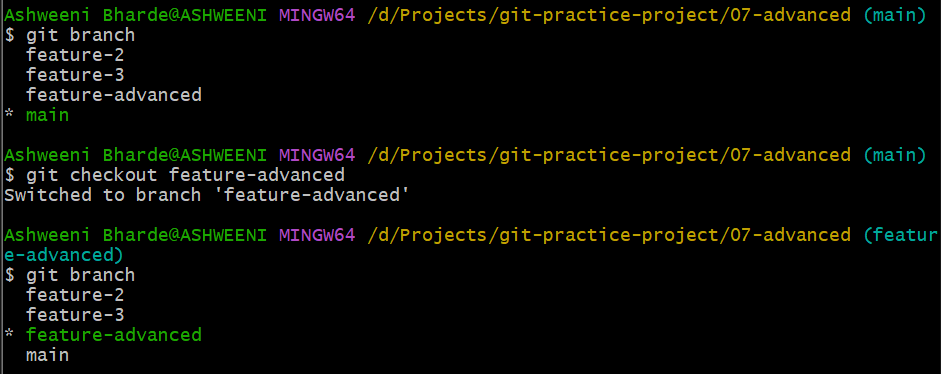 Ashweeni Bharde@ASHWEENI MINGW64 /d/Projects/git-practice-project/07-advanced (main)
$ git branch
  feature-2
  feature-3
  feature-advanced
* main
Ashweeni Bharde@ASHWEENI MINGW64 /d/Projects/git-practice-project/07-advanced (main)
$ git checkout feature-advanced
Switched to branch 'feature-advanced'
Ashweeni Bharde@ASHWEENI MINGW64 /d/Projects/git-practice-project/07-advanced (featur
e-advanced)
$ git branch
  feature-2
  feature-3
* feature-advanced
  main